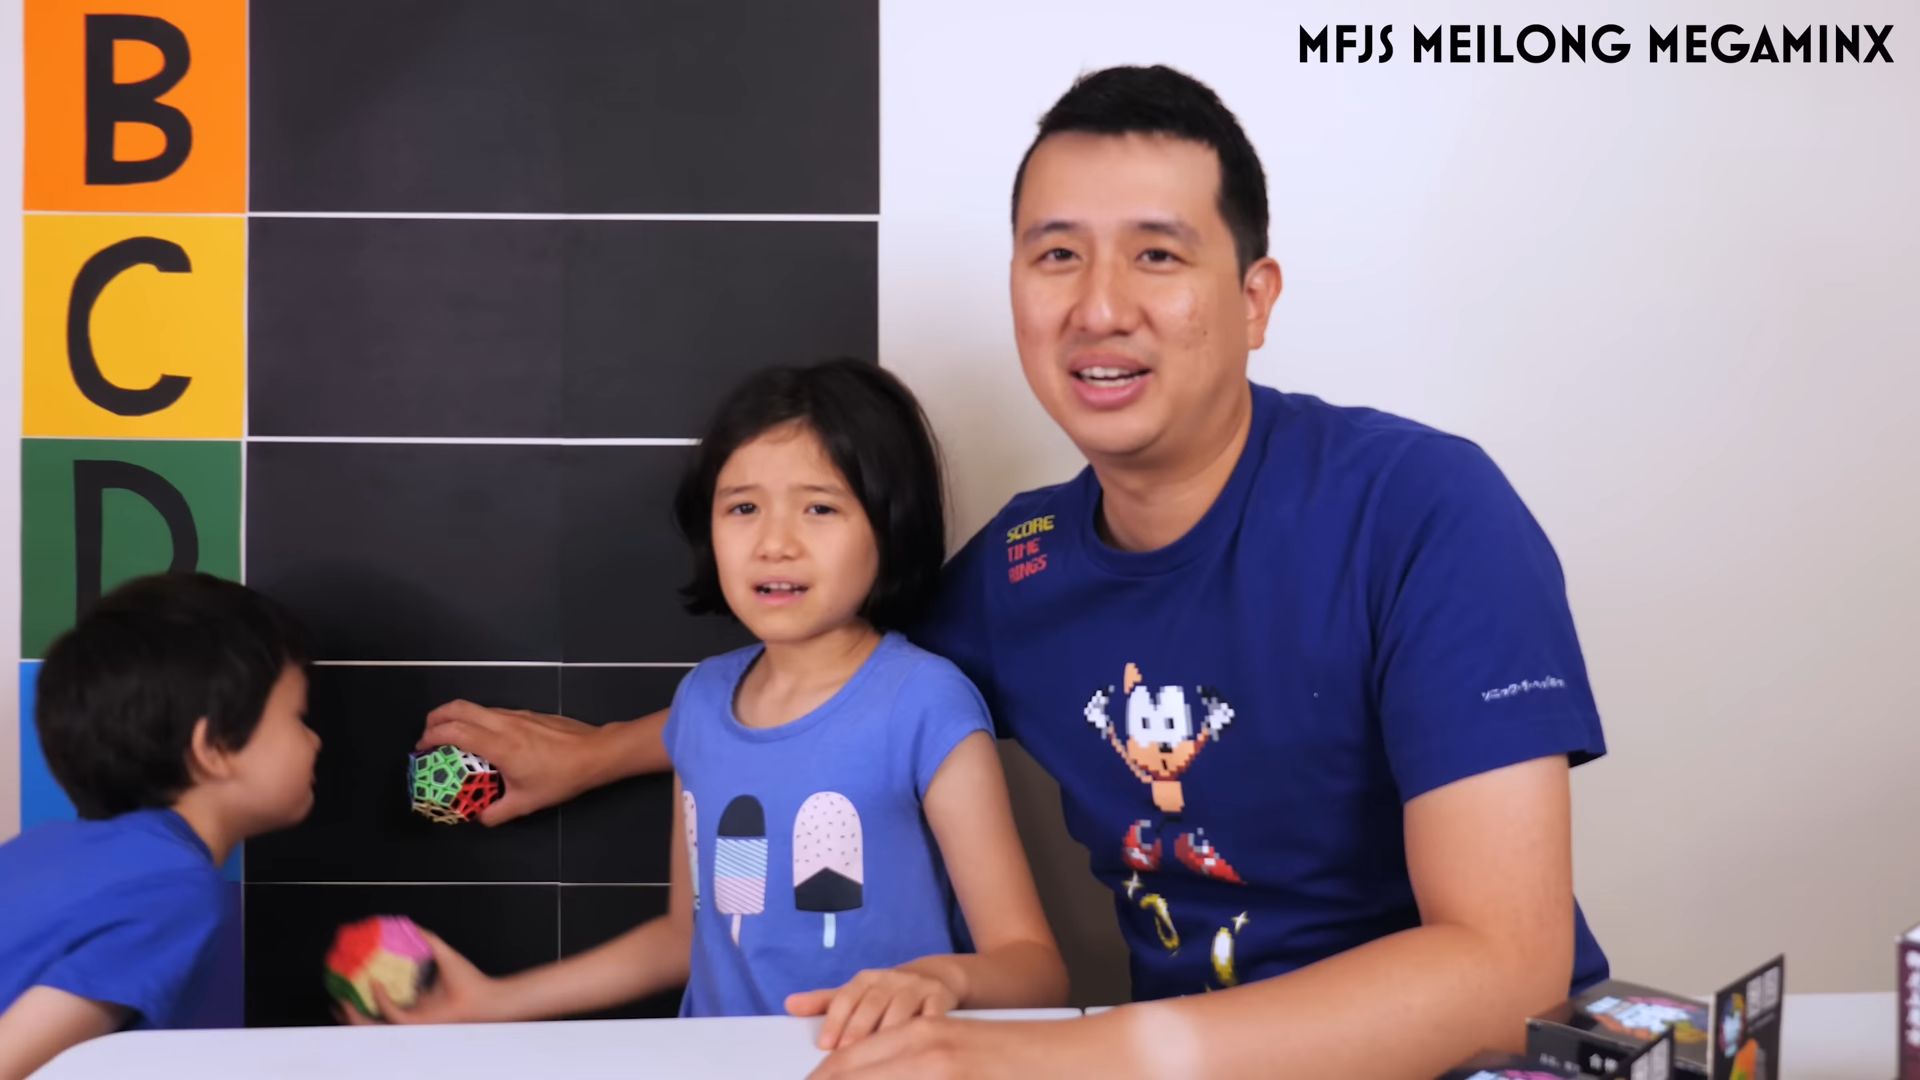 MFJS MEILONG MEGAMINX
B
C
D
SCORE
TIME
RINGS